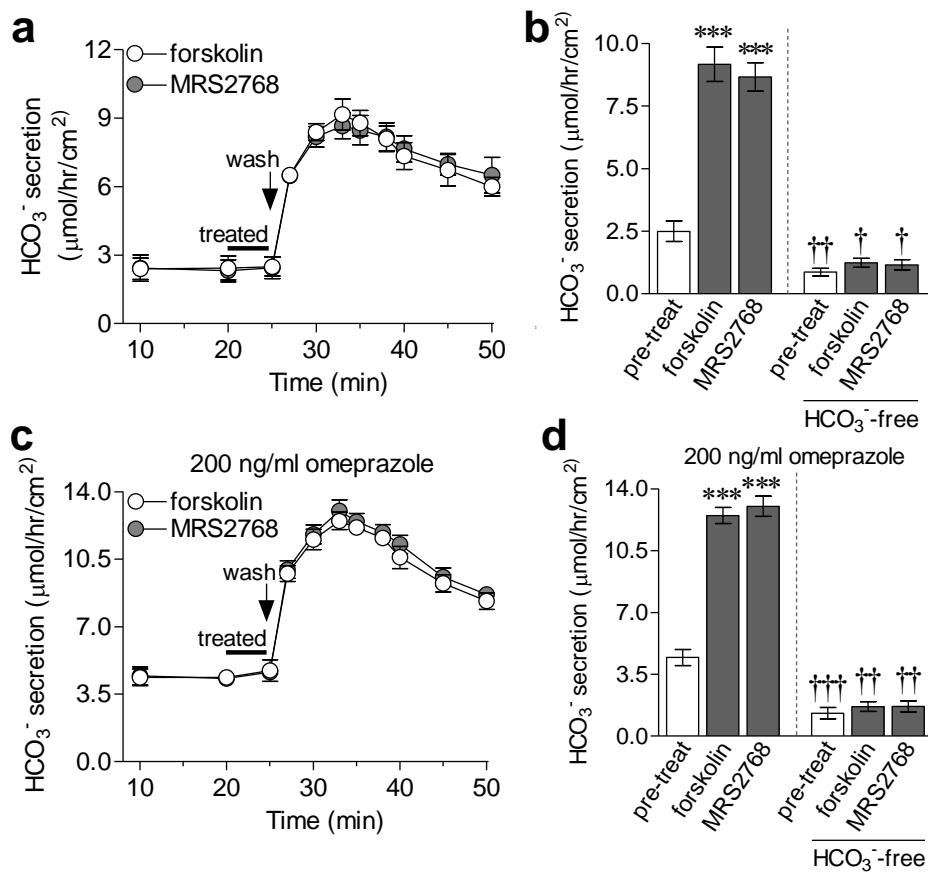 a
forskolin
MRS2768
HCO₃⁻ secretion
(μmol/hr/cm²)
12
9
6
3
0
wash
treated
10
20
30
40
50
Time (min)
b
HCO₃⁻ secretion (μmol/hr/cm²)
10.0
7.5
5.0
2.5
0.0
***
***
††
†
†
pre-treat
forskolin
MRS2768
pre-treat
forskolin
MRS2768
HCO₃⁻-free
c
200 ng/ml omeprazole
forskolin
MRS2768
HCO₃⁻ secretion (μmol/hr/cm²)
14.0
10.5
7.0
3.5
0.0
wash
treated
10
20
30
40
50
Time (min)
d
200 ng/ml omeprazole
HCO₃⁻ secretion (μmol/hr/cm²)
14.0
10.5
7.0
3.5
0.0
***
***
†††
††
††
pre-treat
forskolin
MRS2768
pre-treat
forskolin
MRS2768
HCO₃⁻-free